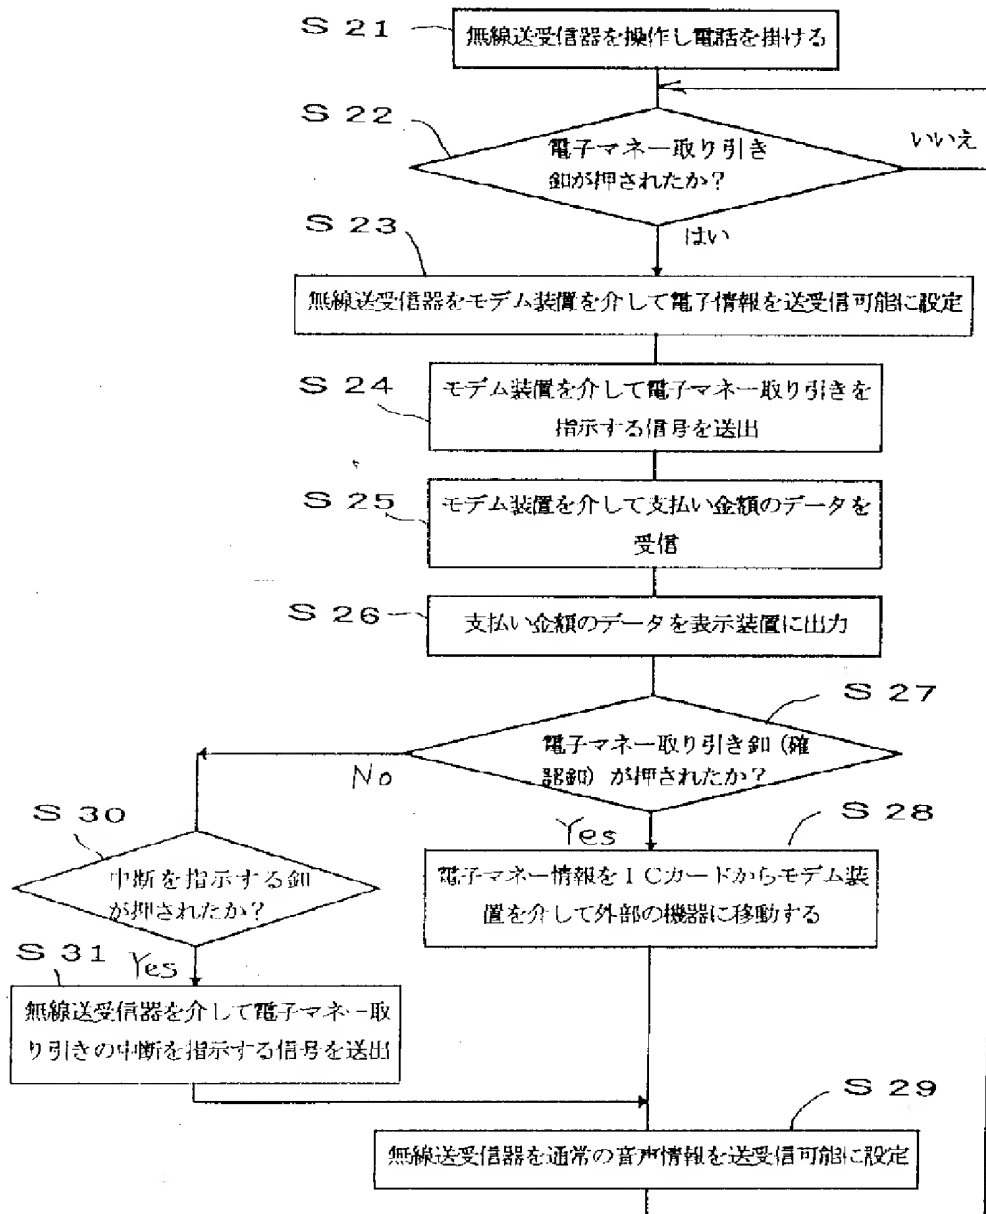 S 21
無線送受信器を操作し電話を掛ける
S 22
電子マネー取り引き
釦が押されたか？
いいえ
はい
S 23
無線送受信器をモデム装置を介して電子情報を送受信可能に設定
S 24
モデム装置を介して電子マネー取り引きを
指示する信号を送出
S 25
モデム装置を介して支払い金額のデータを
受信
S 26
支払い金額のデータを表示装置に出力
S 27
電子マネー取り引き釦（確
認釦）が押されたか？
No
Yes
S 28
電子マネー情報をＩＣカードからモデム装
置を介して外部の機器に移動する
S 30
中断を指示する釦
が押されたか？
Yes
S 31
無線送受信器を介して電子マネー取
り引きの中断を指示する信号を送出
S 29
無線送受信器を通常の音声情報を送受信可能に設定